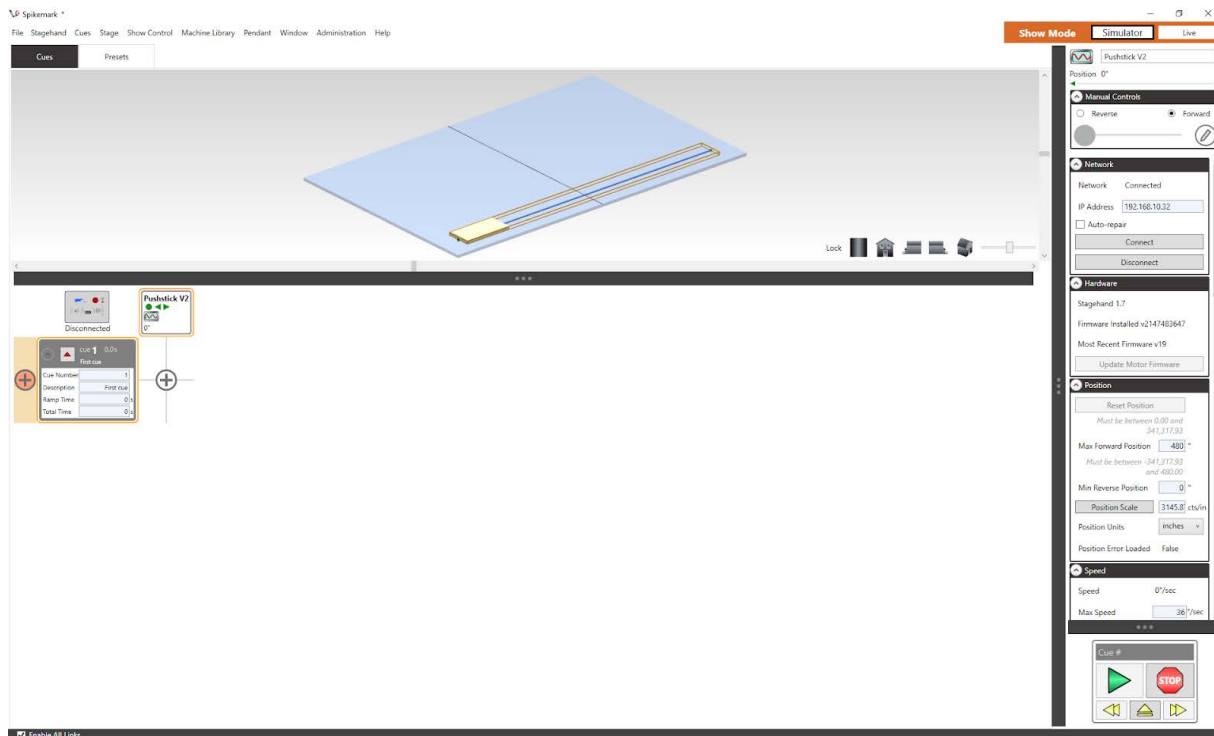 Spikemark *
File Stagehand Cues Stage Show Control Machine Library Pendant Window Administration Help
Show Mode Simulator Live
Cues Presets
Pushstick V2
Position 0"
Manual Controls
Reverse Forward
Network
Network Connected
IP Address 192.168.10.32
Auto-repair
Connect
Disconnect
Lock
Hardware
Stagehand 1.7
Firmware Installed v2147483647
Most Recent Firmware v19
Update Motor Firmware
Position
Reset Position
Must be between 0.00 and
341,317.93
Max Forward Position 480 "
Must be between -341,317.93
and 480.00
Min Reverse Position 0 "
Position Scale 3145.8 cts/in
Position Units inches
Position Error Loaded False
Speed
Speed 0"/sec
Max Speed 36 "/sec
Disconnected
Pushstick V2
0"
cue 1 0.0s
First cue
Cue Number 1
Description First cue
Ramp Time 0 s
Total Time 0 s
Cue #
STOP
Enable All Links